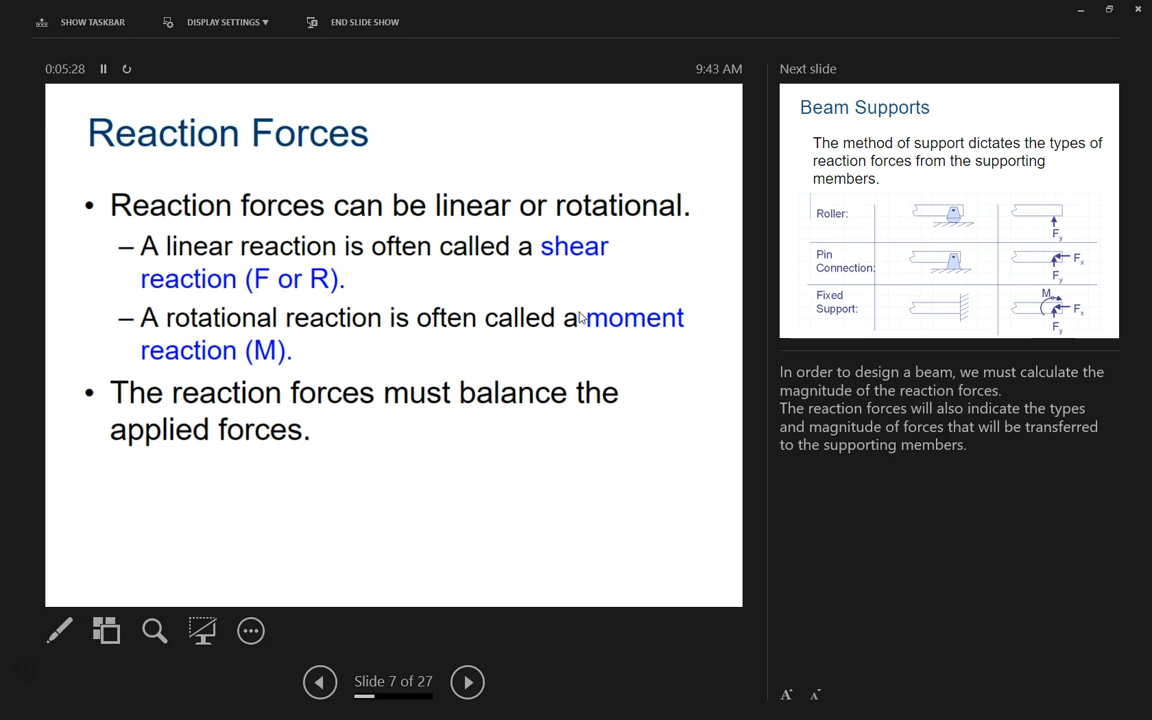 SHOW TASKBAR
DISPLAY SETTINGS ▼
END SLIDE SHOW
0:05:28
9:43 AM
Reaction Forces
• Reaction forces can be linear or rotational.
– A linear reaction is often called a shear
reaction (F or R).
– A rotational reaction is often called a moment
reaction (M).
• The reaction forces must balance the
applied forces.
Slide 7 of 27
Next slide
Beam Supports
The method of support dictates the types of
reaction forces from the supporting
members.
Roller:
Fy
Pin
Connection:
Fx
Fy
Fixed
Support:
Mo
Fx
Fy
In order to design a beam, we must calculate the
magnitude of the reaction forces.
The reaction forces will also indicate the types
and magnitude of forces that will be transferred
to the supporting members.
A A